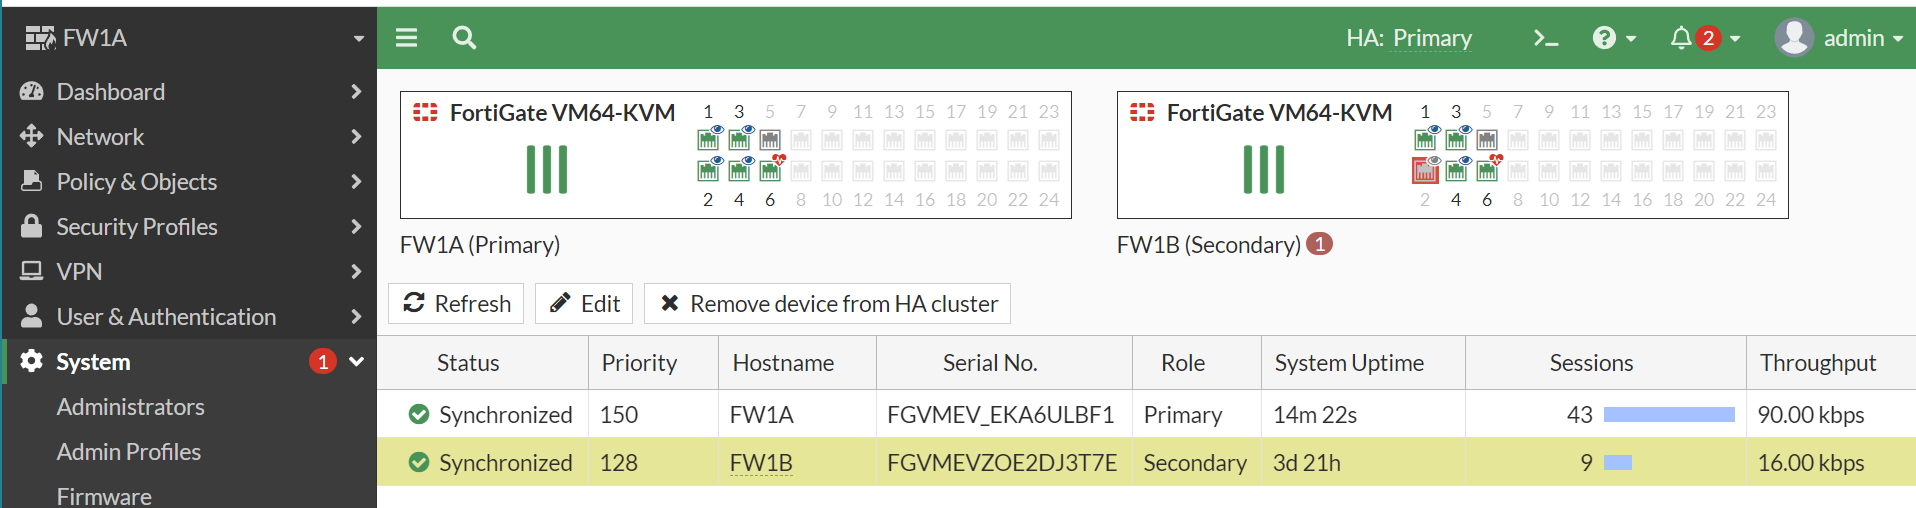 FW1A
HA: Primary
2
admin
Dashboard
Network
Policy & Objects
Security Profiles
VPN
User & Authentication
System 1
Administrators
Admin Profiles
Firmware
FortiGate VM64-KVM
1 3 5 7 9 11 13 15 17 19 21 23
2 4 6 8 10 12 14 16 18 20 22 24
FW1A (Primary)
FortiGate VM64-KVM
1 3 5 7 9 11 13 15 17 19 21 23
2 4 6 8 10 12 14 16 18 20 22 24
FW1B (Secondary) 1
Refresh Edit Remove device from HA cluster
Status Priority Hostname Serial No. Role System Uptime Sessions Throughput
Synchronized 150 FW1A FGVMEV_EKA6ULBF1 Primary 14m 22s 43 90.00 kbps
Synchronized 128 FW1B FGVMEVZOE2DJ3T7E Secondary 3d 21h 9 16.00 kbps